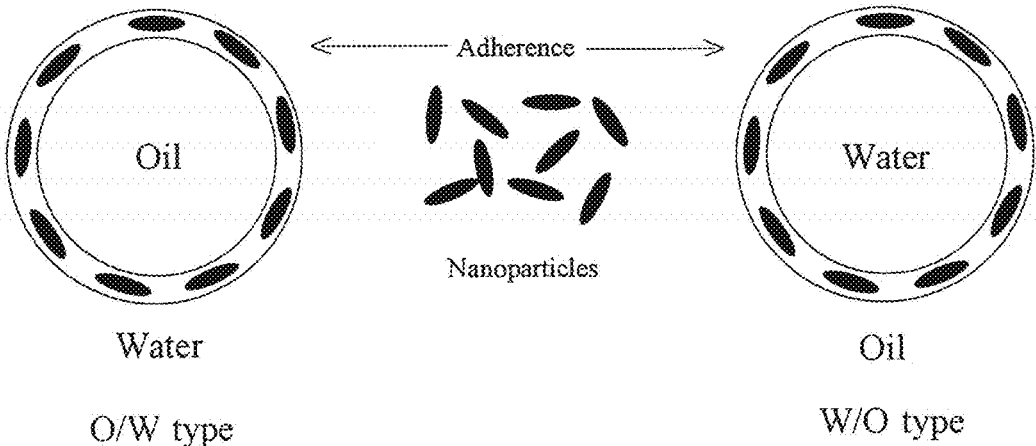 Adherence
Oil
Water
Nanoparticles
Water
Oil
O/W type
W/O type